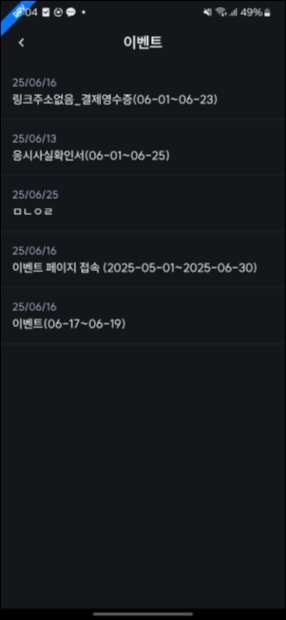 :04
49%
이벤트
25/06/16
링크주소없음_결제영수증(06-01~06-23)
25/06/13
응시사실확인서(06-01~06-25)
25/06/25
ㅁㄴㅇㄹ
25/06/16
이벤트 페이지 접속 (2025-05-01~2025-06-30)
25/06/16
이벤트(06-17~06-19)